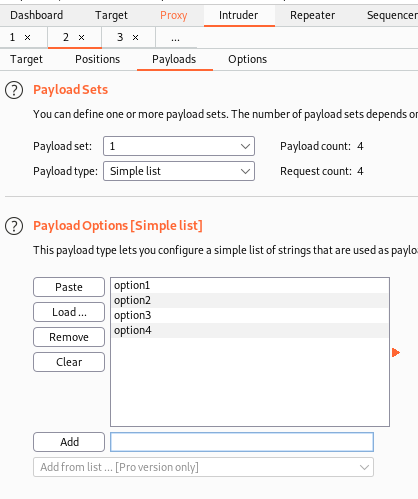 Dashboard Target Proxy Intruder Repeater Sequencer
1 × 2 × 3 × ...
Target Positions Payloads Options
? Payload Sets
You can define one or more payload sets. The number of payload sets depends or
Payload set: 1 Payload count: 4
Payload type: Simple list Request count: 4
? Payload Options [Simple list]
This payload type lets you configure a simple list of strings that are used as paylo
Paste option1
Load ... option2
Remove option3
Clear option4
Add
Add from list ... [Pro version only]